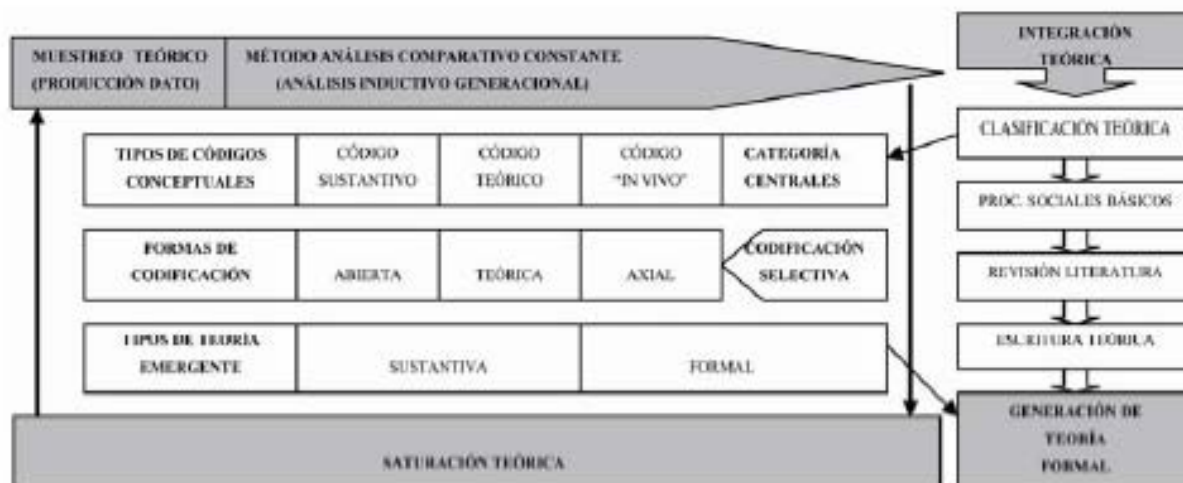 MUESTREO TEÓRICO
(PRODUCCIÓN DATO)
MÉTODO ANÁLISIS COMPARATIVO CONSTANTE
(ANÁLISIS INDUCTIVO GENERACIONAL)
INTEGRACIÓN
TEÓRICA
TIPOS DE CÓDIGOS
CONCEPTUALES
CÓDIGO
SUSTANTIVO
CÓDIGO
TEÓRICO
CÓDIGO
"IN VIVO"
CATEGORÍA
CENTRALES
CLASIFICACIÓN TEÓRICA
PROC. SOCIALES BÁSICOS
FORMAS DE
CODIFICACIÓN
ABIERTA
TEÓRICA
AXIAL
CODIFICACIÓN
SELECTIVA
REVISIÓN LITERATURA
TIPOS DE TEORÍA
EMERGENTE
SUSTANTIVA
FORMAL
ESCRITURA TEÓRICA
SATURACIÓN TEÓRICA
GENERACIÓN DE
TEORÍA
FORMAL